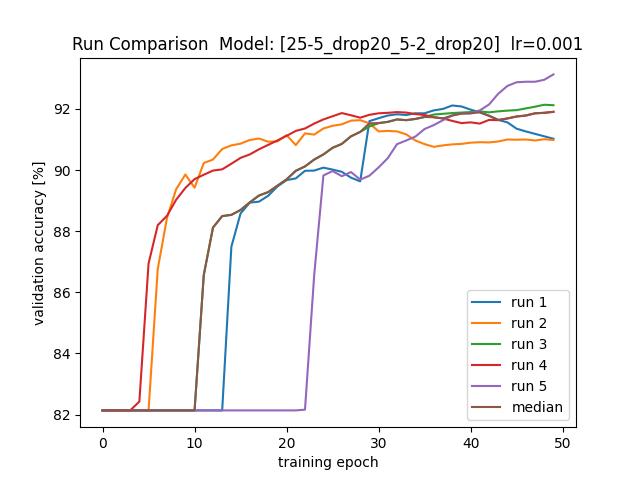 Run Comparison  Model: [25-5_drop20_5-2_drop20]  lr=0.001
validation accuracy [%]
92
90
88
86
84
82
0 10 20 30 40 50
training epoch
run 1
run 2
run 3
run 4
run 5
median